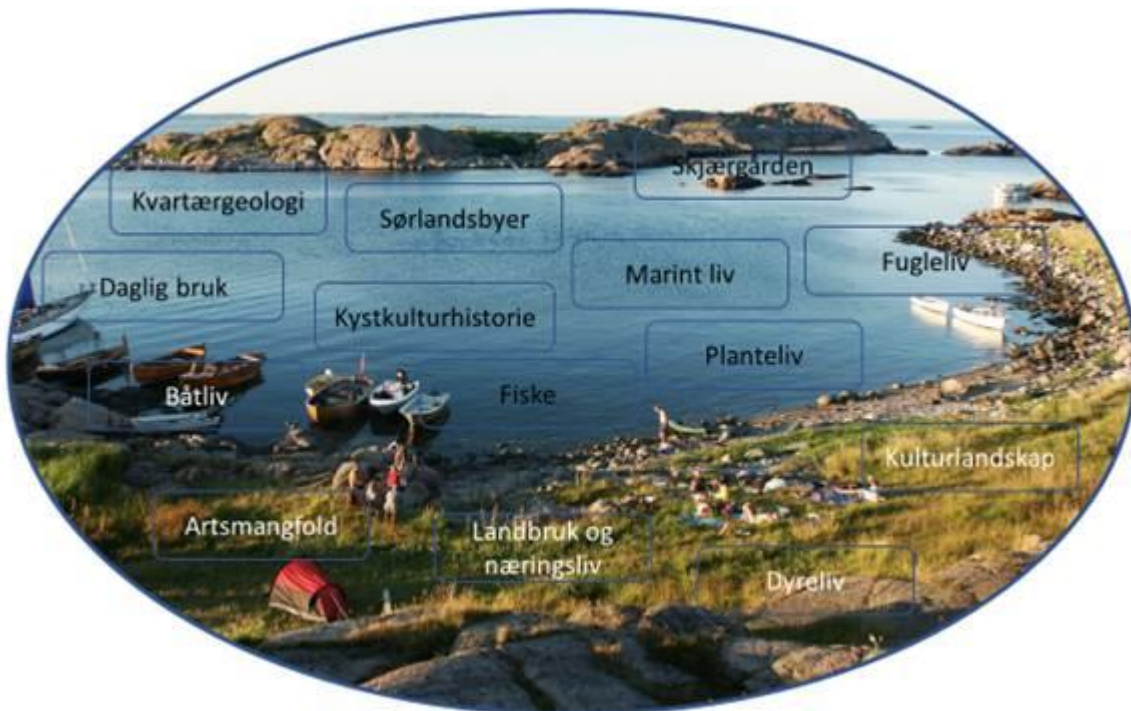 Skjærgården
Kvartærgeologi
Sørlandsbyer
Fugleliv
Marint liv
Daglig bruk
Kystkulturhistorie
Planteliv
Båtliv
Fiske
Kulturlandskap
Artsmangfold
Landbruk og
næringsliv
Dyreliv